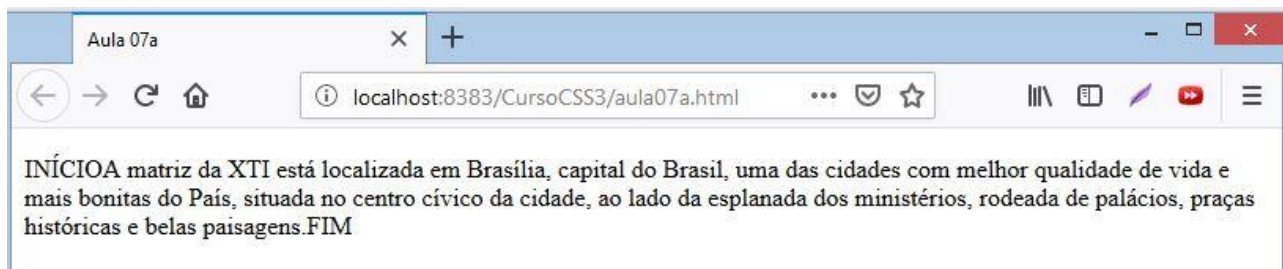 Aula 07a
localhost:8383/CursoCSS3/aula07a.html
INÍCIOA matriz da XTI está localizada em Brasília, capital do Brasil, uma das cidades com melhor qualidade de vida e
mais bonitas do País, situada no centro cívico da cidade, ao lado da esplanada dos ministérios, rodeada de palácios, praças
históricas e belas paisagens.FIM